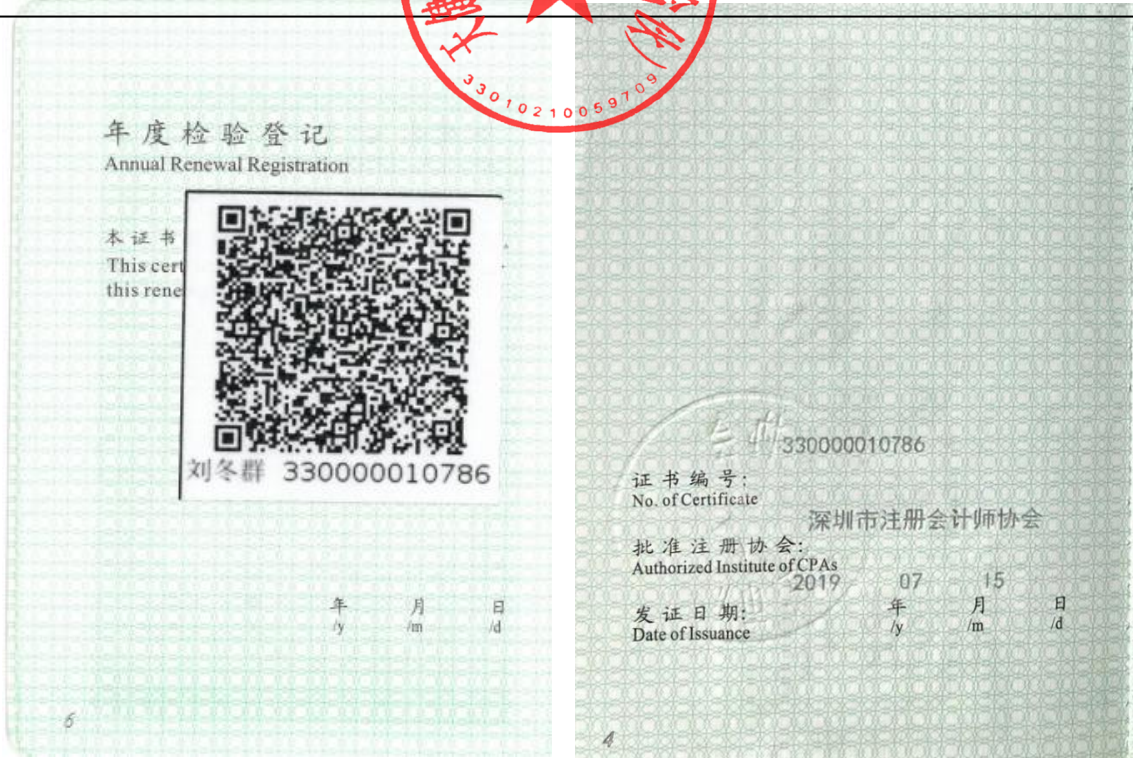 3301021005970​9
年度检验登记
Annual Renewal Registration
本证书
This cert
this rene
刘冬群 330000010786
年 月 日
/y /m /d
6
330000010786
证书编号:
No. of Certificate
深圳市注册会计师协会
批准注册协会:
Authorized Institute of CPAs
2019 07 15
发证日期: 年 月 日
Date of Issuance /y /m /d
4